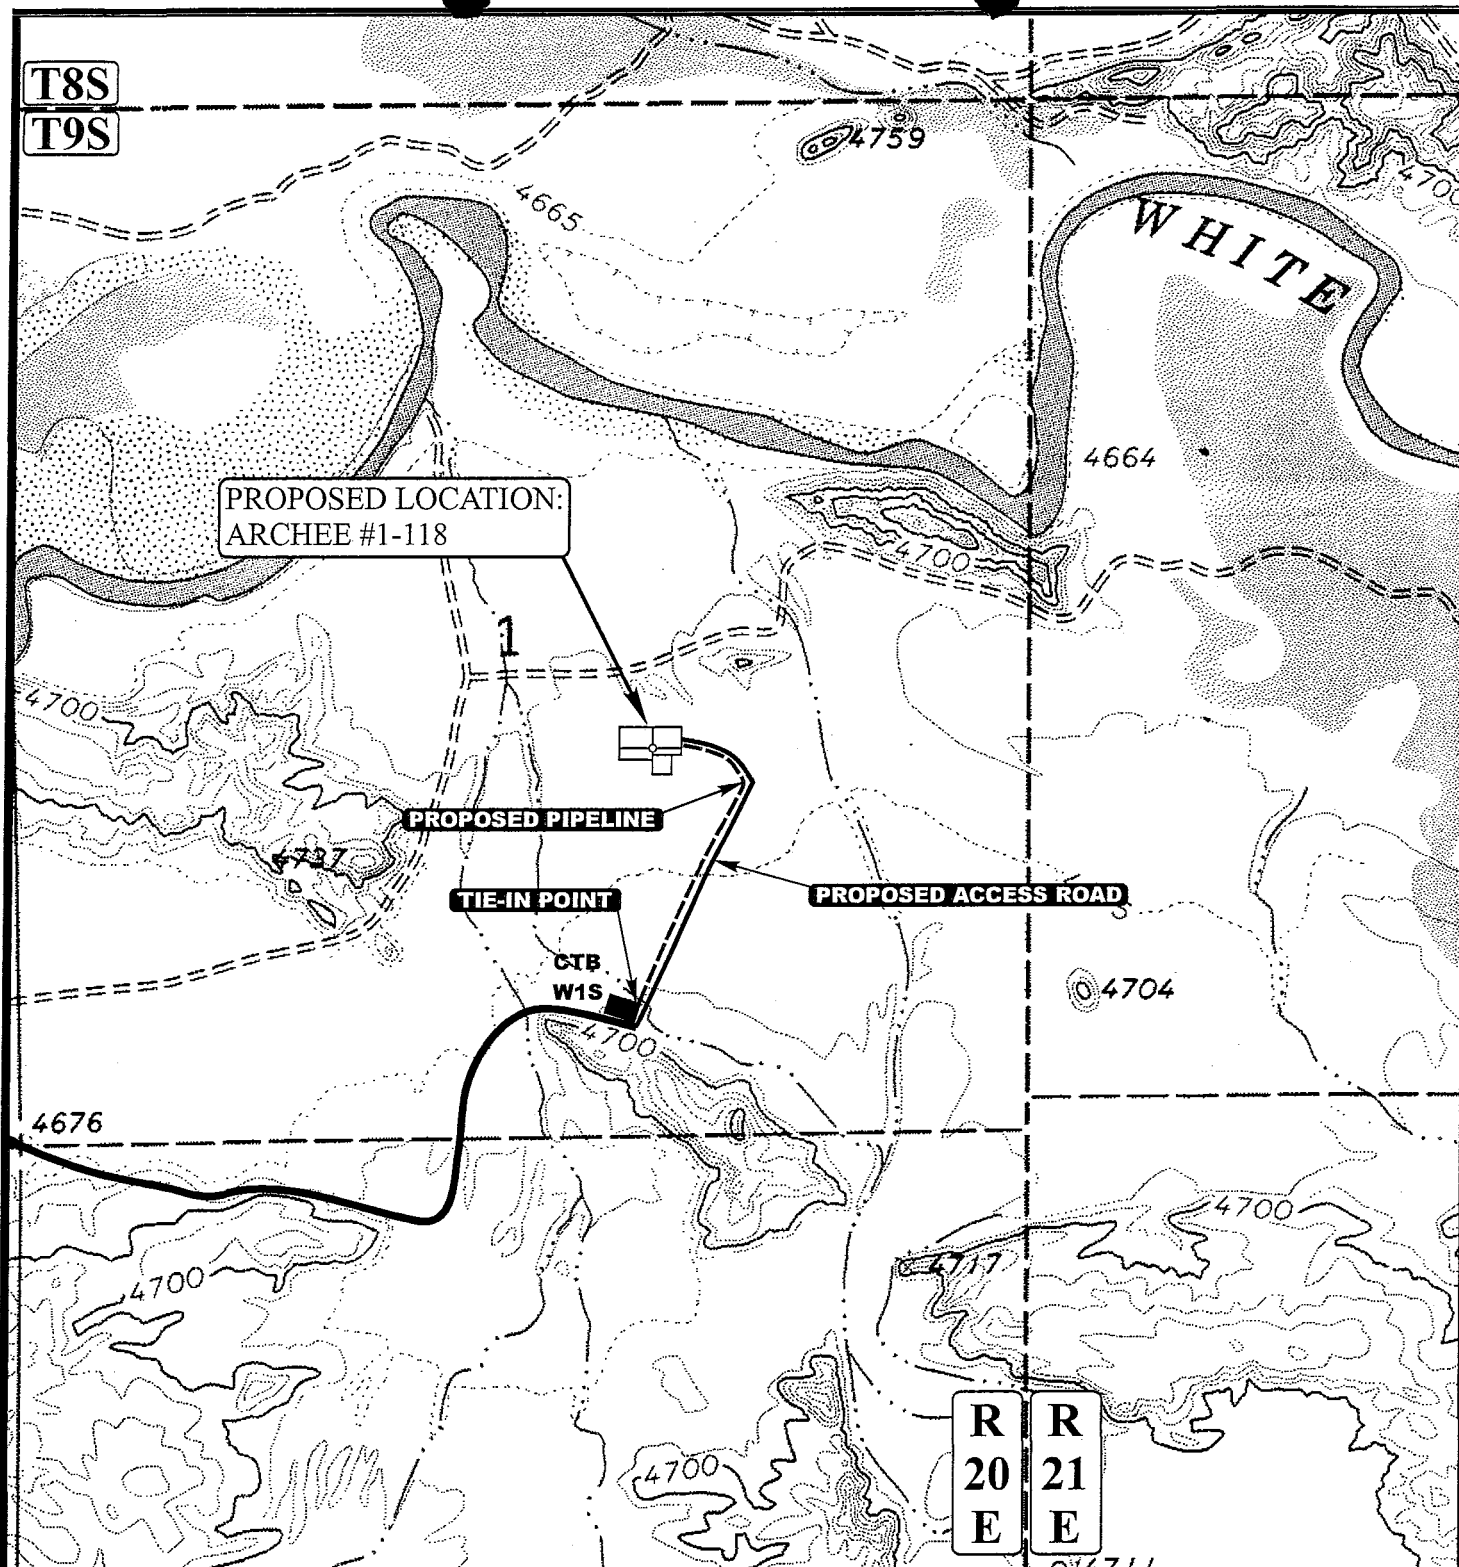 T8S
T9S
4759
4700
4665
WHITE
4664
PROPOSED LOCATION:
ARCHEE #1-118
4700
1
4700
PROPOSED PIPELINE
4737
TIE-IN POINT
PROPOSED ACCESS ROAD
CTB
W1S
4704
4700
4676
4700
4717
4700
R
20
E
R
21
E
4700